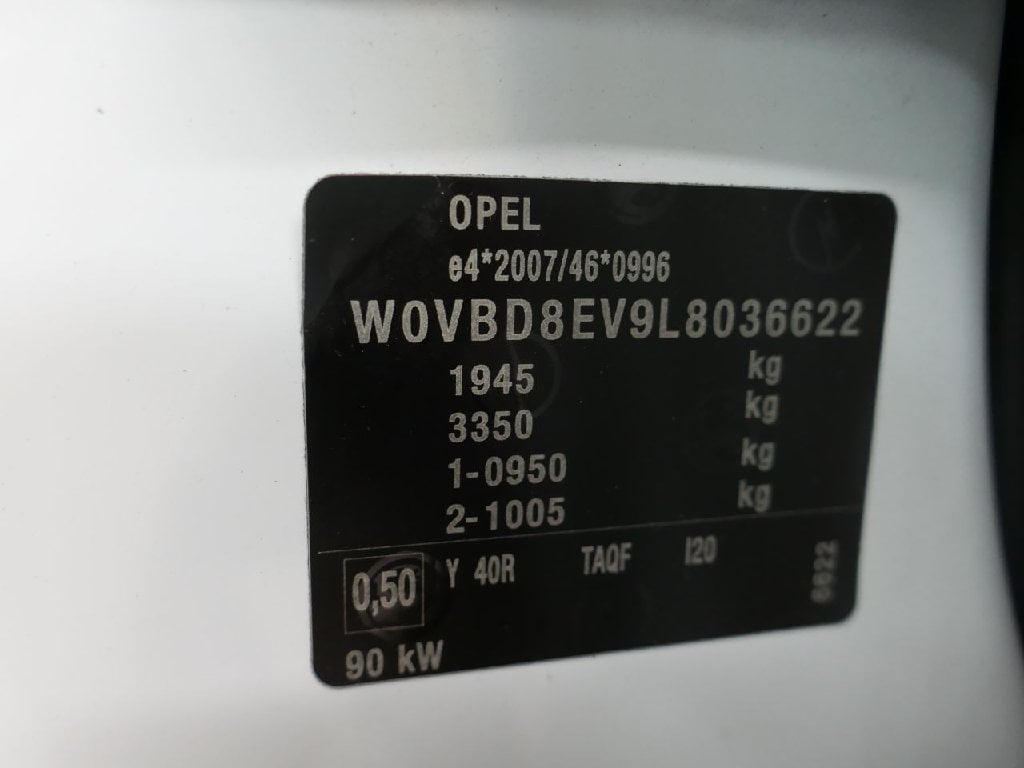 OPEL
e4*2007/46*0996
W0VBD8EV9L8036622
1945 kg
3350 kg
1-0950 kg
2-1005 kg
0,50 Y 40R TAQF I20
6622
90 kW